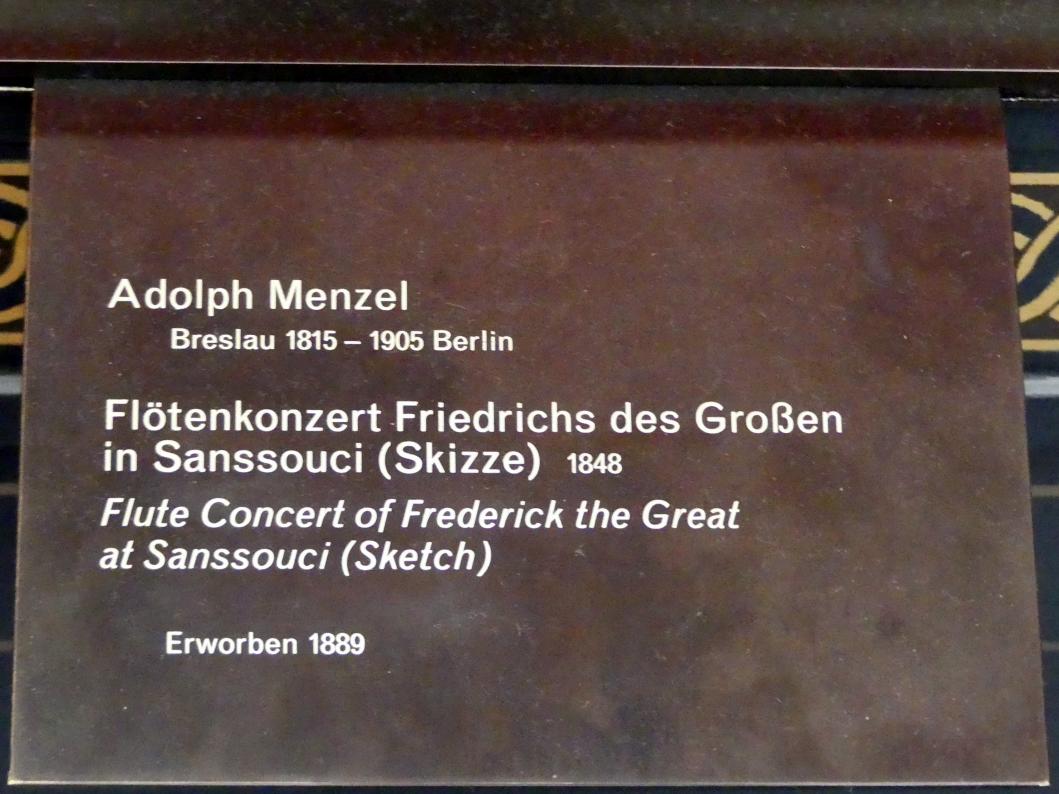 Adolph Menzel
Breslau 1815 – 1905 Berlin
Flötenkonzert Friedrichs des Großen
in Sanssouci (Skizze) 1848
Flute Concert of Frederick the Great
at Sanssouci (Sketch)
Erworben 1889